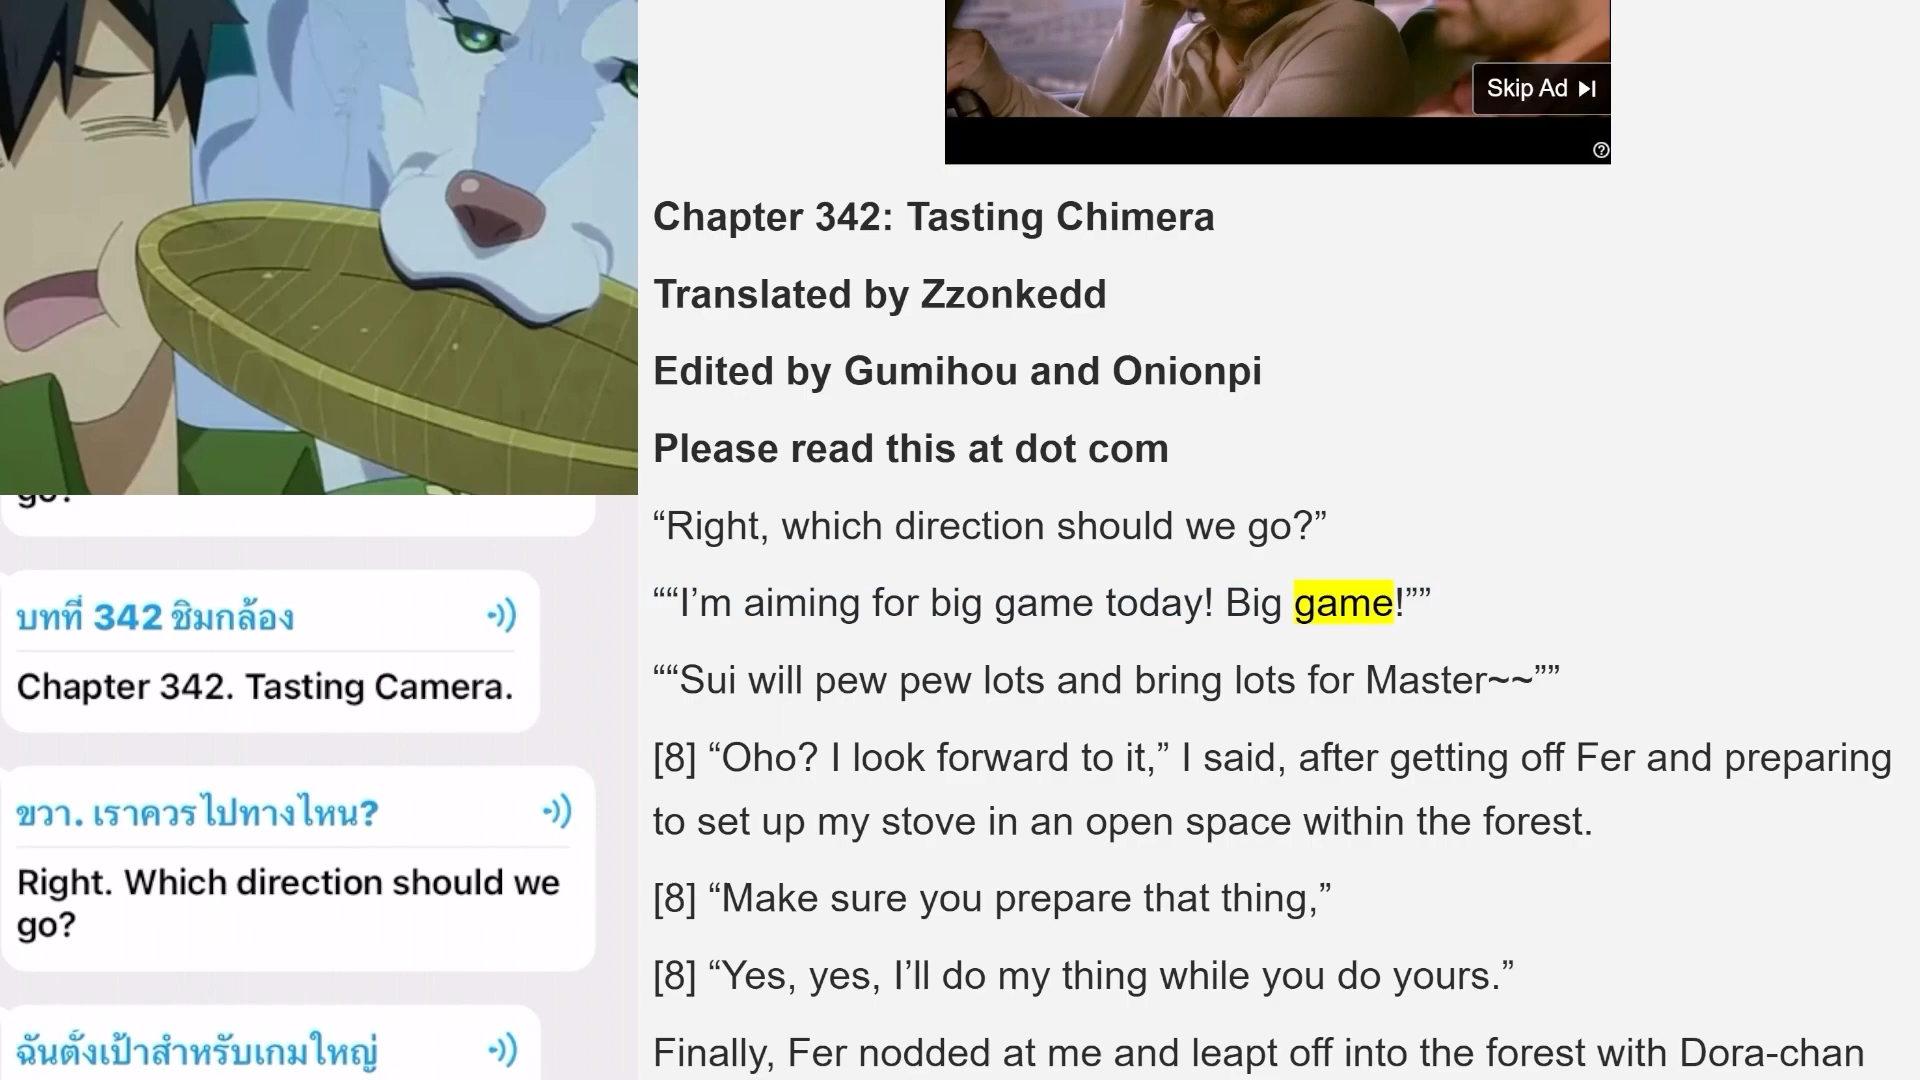 go?
บทที่ 342 ชิมกล้อง
Chapter 342. Tasting Camera.
ขวา. เราควรไปทางไหน?
Right. Which direction should we
go?
ฉันตั้งเป้าสำหรับเกมใหญ่
Skip Ad
Chapter 342: Tasting Chimera
Translated by Zzonkedd
Edited by Gumihou and Onionpi
Please read this at dot com
“Right, which direction should we go?”
““I’m aiming for big game today! Big game!””
““Sui will pew pew lots and bring lots for Master~~””
[8] “Oho? I look forward to it,” I said, after getting off Fer and preparing
to set up my stove in an open space within the forest.
[8] “Make sure you prepare that thing,”
[8] “Yes, yes, I’ll do my thing while you do yours.”
Finally, Fer nodded at me and leapt off into the forest with Dora-chan